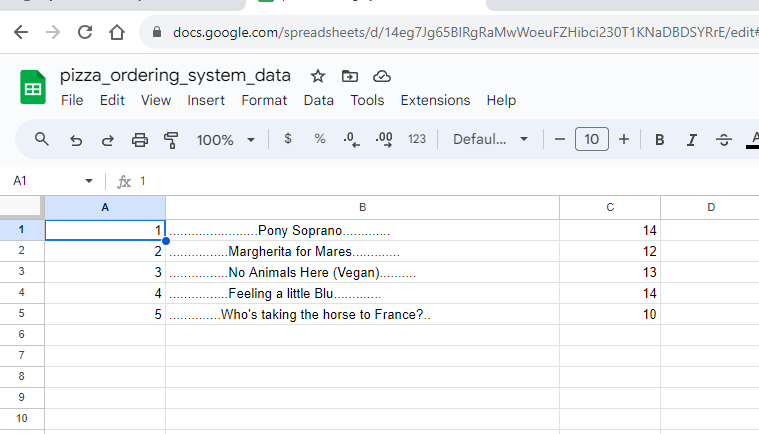 docs.google.com/spreadsheets/d/14eg7Jg65BIRgRaMwWoeuFZHibci230T1KNaDBDSYRrE/edit#
pizza_ordering_system_data
File Edit View Insert Format Data Tools Extensions Help
100% $ % .0 .00 123 Defaul... 10 B I A
A1 fx 1
A B C D
1 1 ........................Pony Soprano............. 14
2 2 ................Margherita for Mares............. 12
3 3 ................No Animals Here (Vegan).......... 13
4 4 ................Feeling a little Blu............. 14
5 5 ..............Who's taking the horse to France?.. 10
6
7
8
9
10